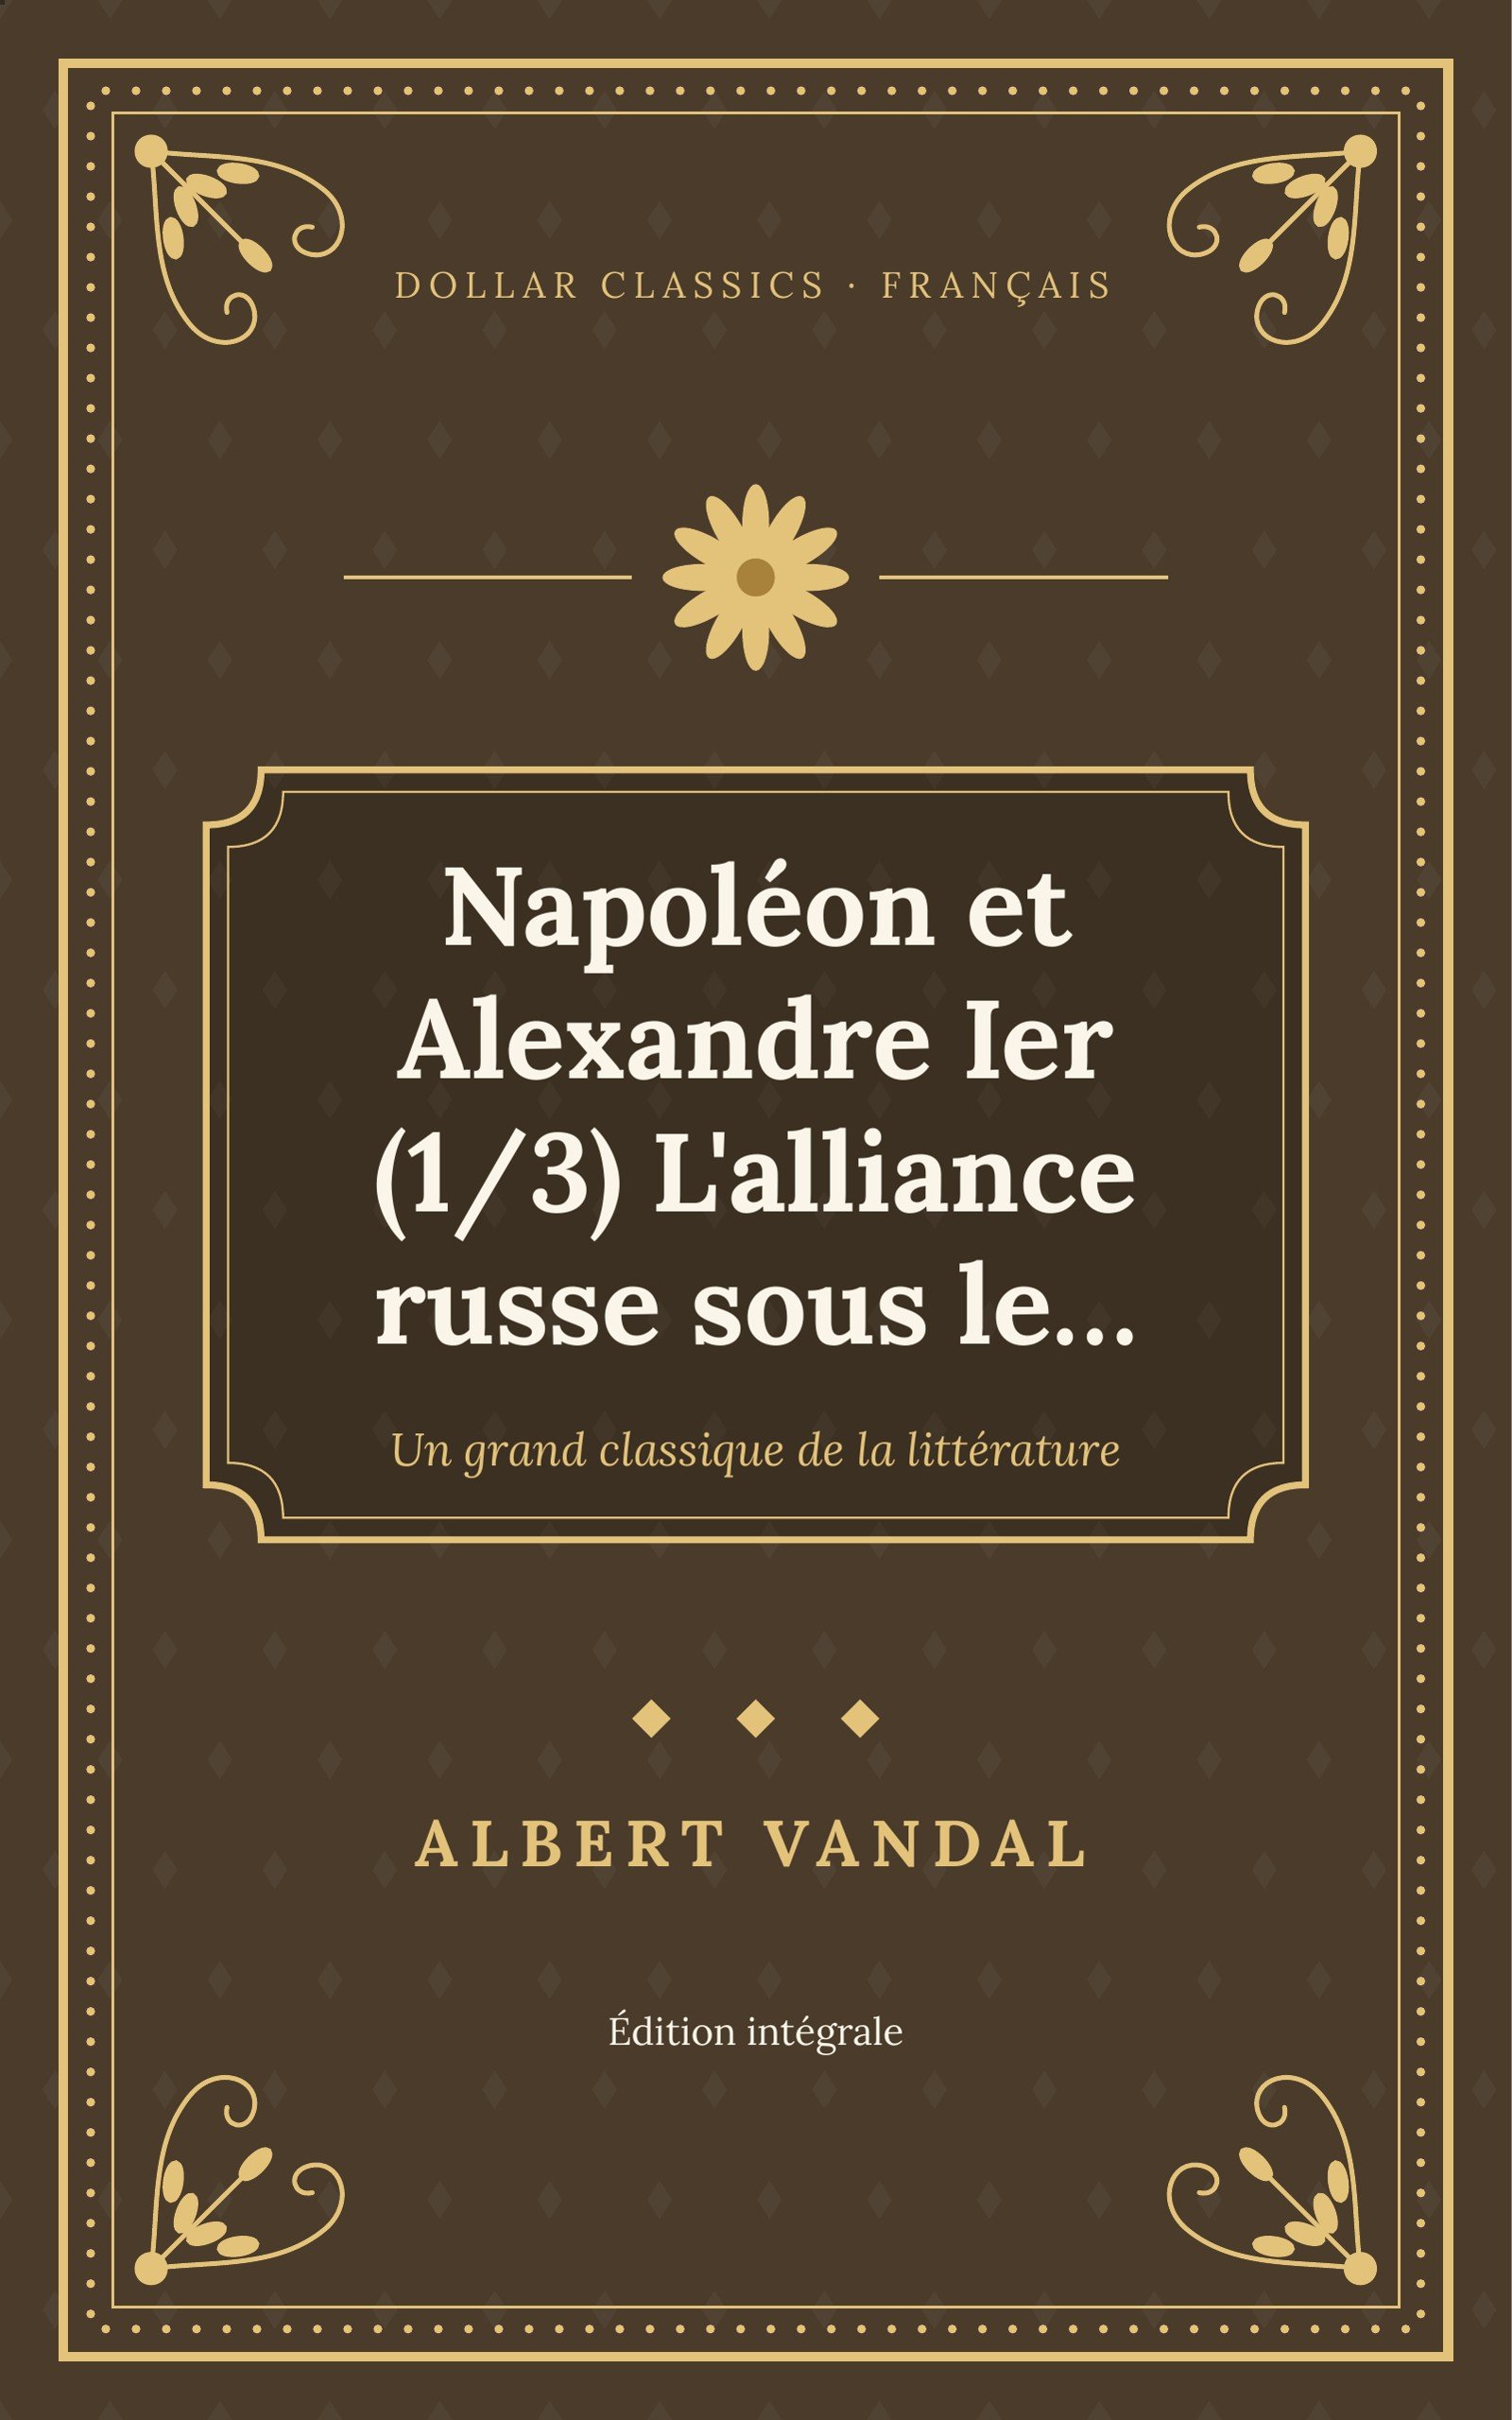 DOLLAR CLASSICS · FRANÇAIS
Napoléon et
Alexandre Ier
(1/3) L'alliance
russe sous le...
Un grand classique de la littérature
ALBERT VANDAL
Édition intégrale